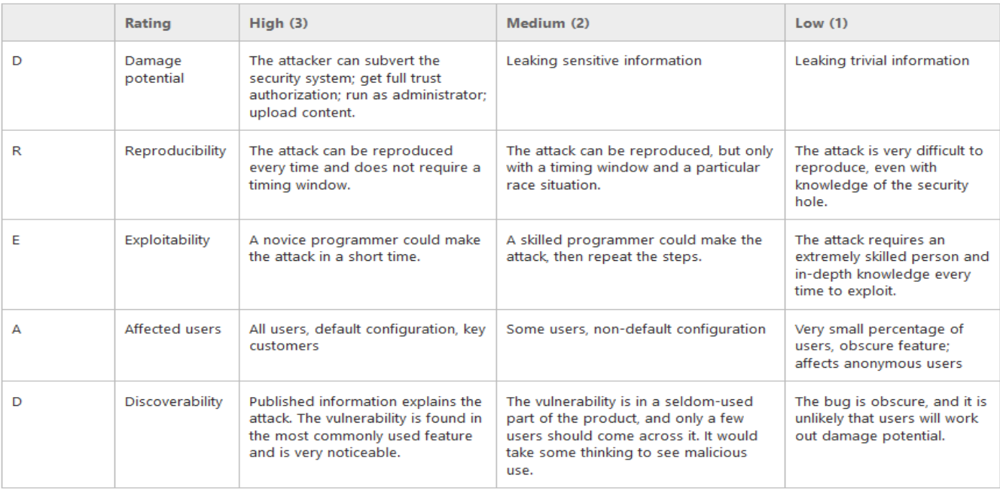 Rating High (3) Medium (2) Low (1)
D Damage The attacker can subvert the Leaking sensitive information Leaking trivial information
potential security system; get full trust
authorization; run as administrator;
upload content.
R Reproducibility The attack can be reproduced The attack can be reproduced, but only The attack is very difficult to
every time and does not require a with a timing window and a particular reproduce, even with
timing window. race situation. knowledge of the security
hole.
E Exploitability A novice programmer could make A skilled programmer could make the The attack requires an
the attack in a short time. attack, then repeat the steps. extremely skilled person and
in-depth knowledge every
time to exploit.
A Affected users All users, default configuration, key Some users, non-default configuration Very small percentage of
customers users, obscure feature;
affects anonymous users
D Discoverability Published information explains the The vulnerability is in a seldom-used The bug is obscure, and it is
attack. The vulnerability is found in part of the product, and only a few unlikely that users will work
the most commonly used feature users should come across it. It would out damage potential.
and is very noticeable. take some thinking to see malicious
use.